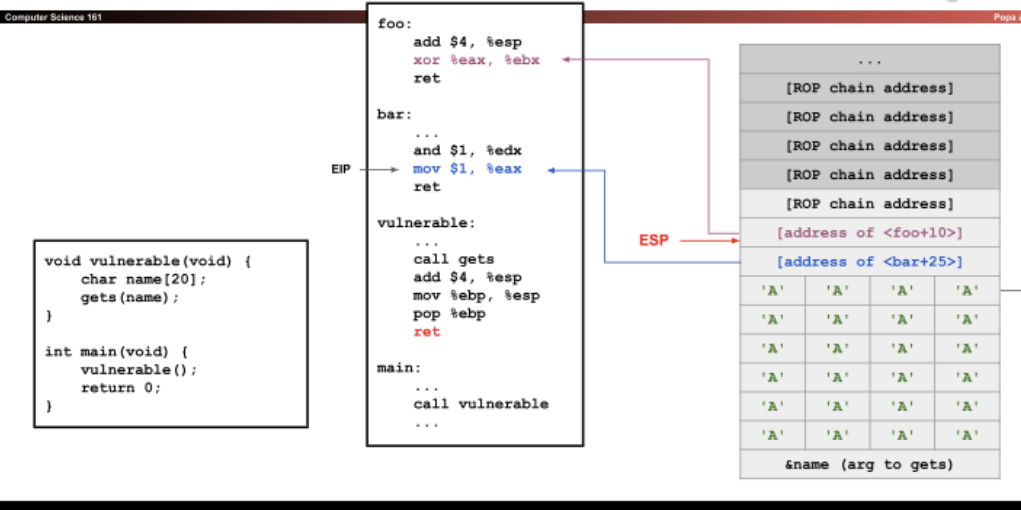 Computer Science 161
Popa a
foo:
add $4, %esp
xor %eax, %ebx
ret
bar:
...
and $1, %edx
mov $1, %eax
ret
vulnerable:
...
call gets
add $4, %esp
mov %ebp, %esp
pop %ebp
ret
main:
...
call vulnerable
...
EIP
void vulnerable(void) {
char name[20];
gets(name);
}
int main(void) {
vulnerable();
return 0;
}
ESP
...
[ROP chain address]
[ROP chain address]
[ROP chain address]
[ROP chain address]
[ROP chain address]
[address of <foo+10>]
[address of <bar+25>]
'A' 'A' 'A' 'A'
'A' 'A' 'A' 'A'
'A' 'A' 'A' 'A'
'A' 'A' 'A' 'A'
'A' 'A' 'A' 'A'
'A' 'A' 'A' 'A'
&name (arg to gets)